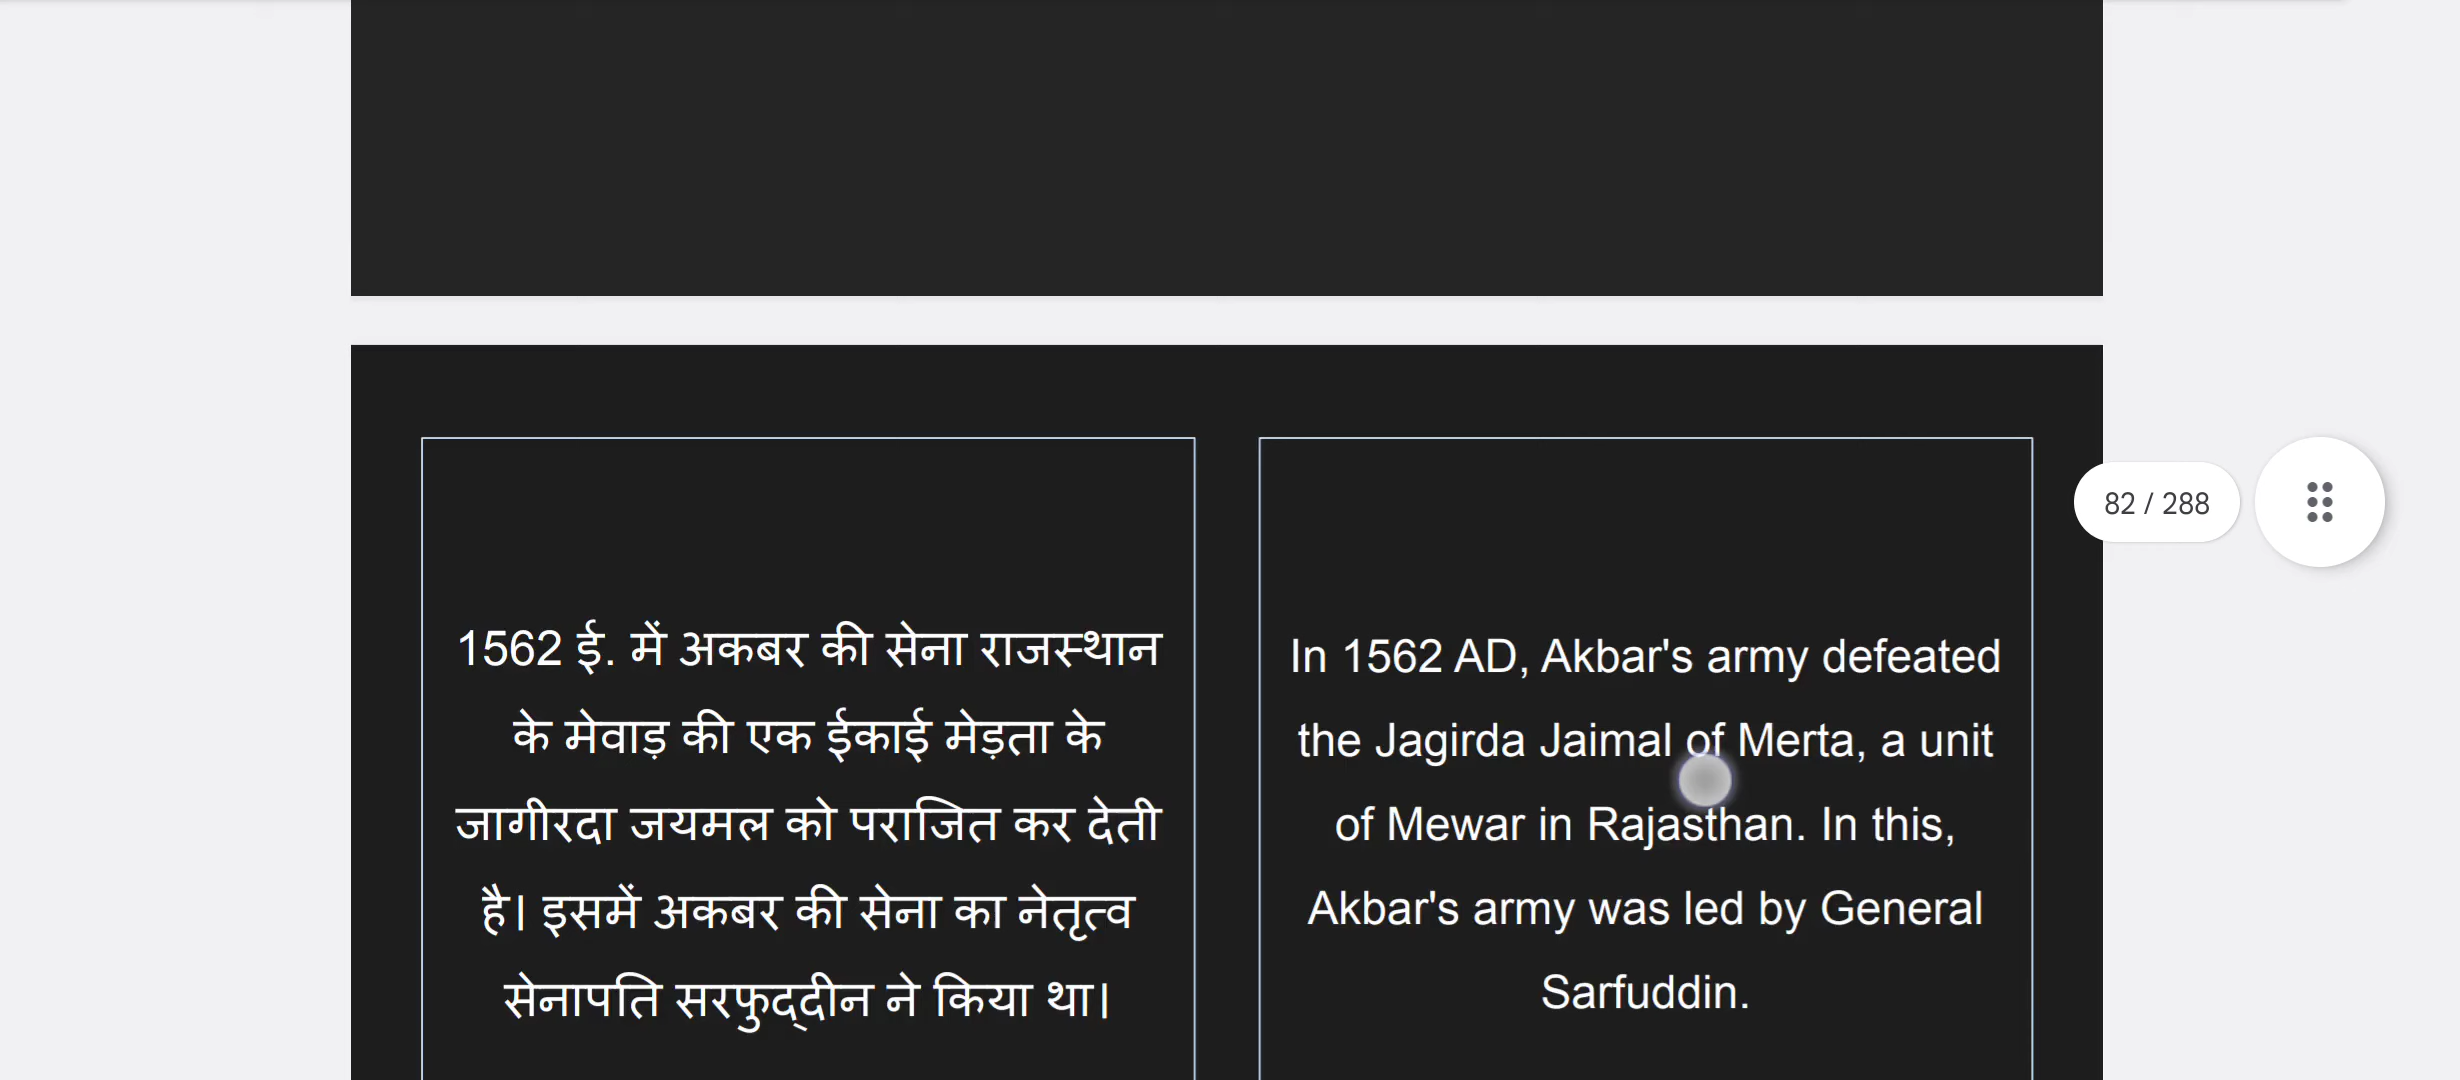 1562 ई. में अकबर की सेना राजस्थान
के मेवाड़ की एक ईकाई मेड़ता के
जागीरदा जयमल को पराजित कर देती
है। इसमें अकबर की सेना का नेतृत्व
सेनापति सरफुद्दीन ने किया था।
In 1562 AD, Akbar's army defeated
the Jagirda Jaimal of Merta, a unit
of Mewar in Rajasthan. In this,
Akbar's army was led by General
Sarfuddin.
82 / 288